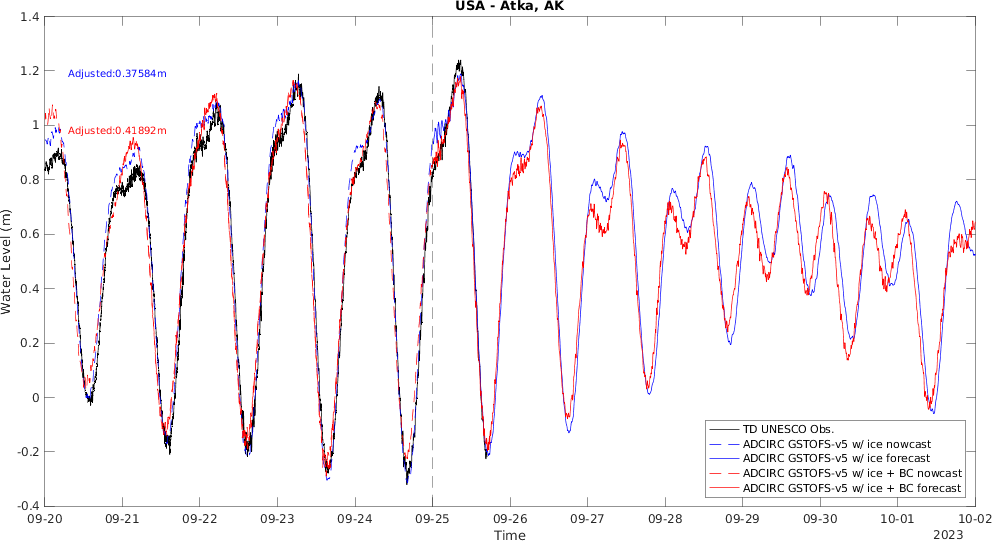 USA - Atka, AK
1.4
1.2
1
0.8
0.6
0.4
0.2
0
-0.2
-0.4
Water Level (m)
Adjusted:0.37584m
Adjusted:0.41892m
TD UNESCO Obs.
ADCIRC GSTOFS-v5 w/ ice nowcast
ADCIRC GSTOFS-v5 w/ ice forecast
ADCIRC GSTOFS-v5 w/ ice + BC nowcast
ADCIRC GSTOFS-v5 w/ ice + BC forecast
09-20 09-21 09-22 09-23 09-24 09-25 09-26 09-27 09-28 09-29 09-30 10-01 10-02
Time
2023